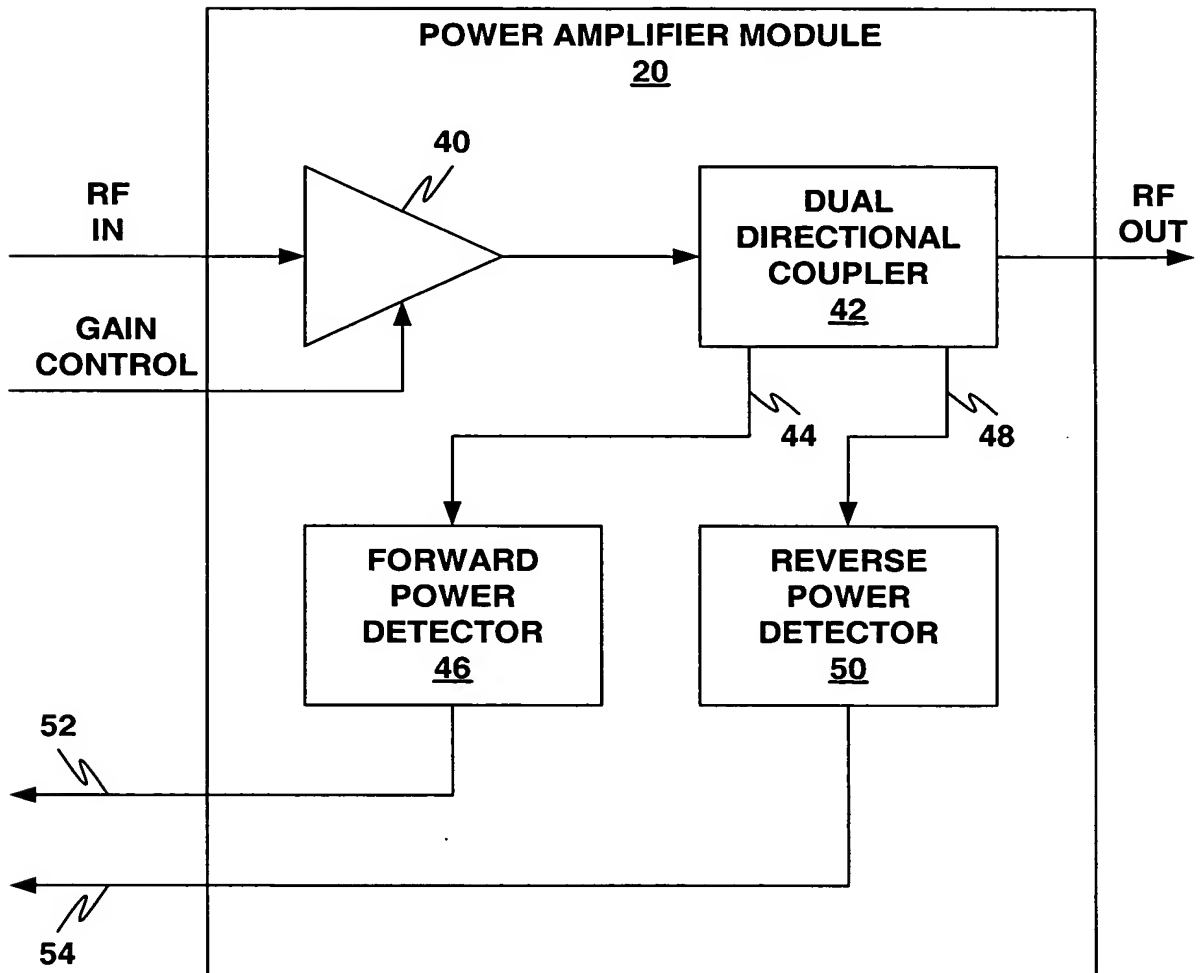 POWER AMPLIFIER MODULE
20
40
RF
IN
DUAL
DIRECTIONAL
COUPLER
42
RF
OUT
GAIN
CONTROL
44
48
FORWARD
POWER
DETECTOR
46
REVERSE
POWER
DETECTOR
50
52
54